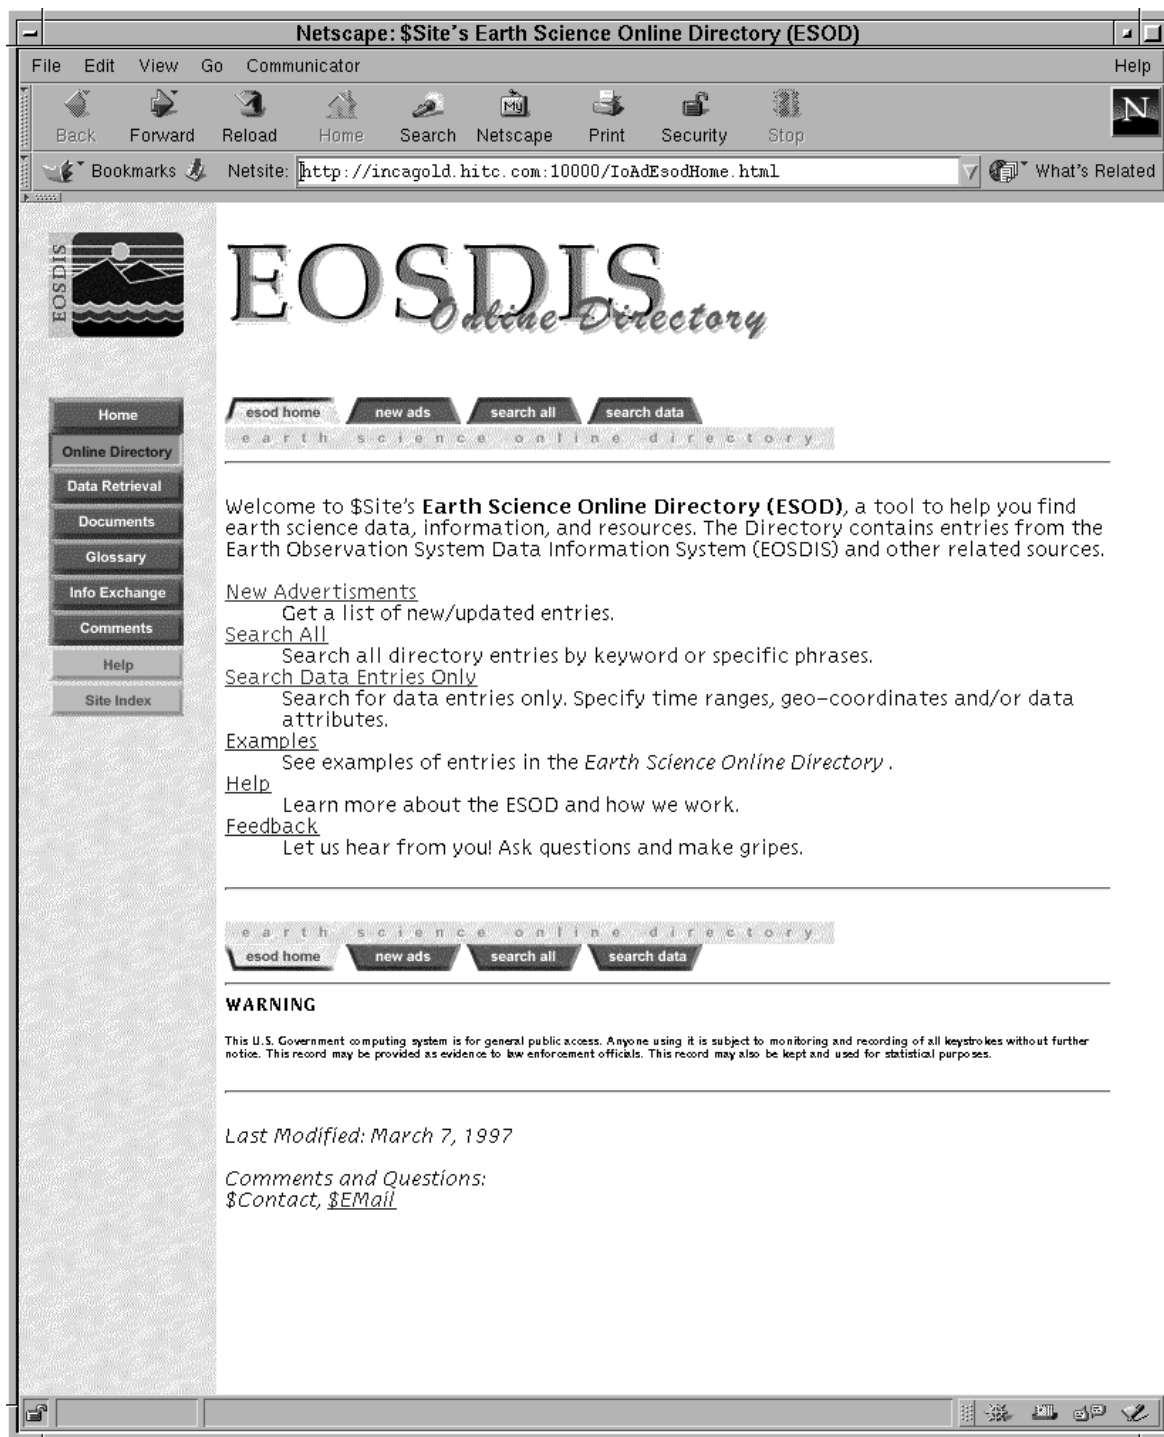 Netscape: $Site's Earth Science Online Directory (ESOD)
File Edit View Go Communicator Help
Back Forward Reload Home Search Netscape Print Security Stop
My
N
Bookmarks Netsite: http://incagold.hitc.com:10000/IoAdEsodHome.html What's Related
EOSDIS
EOSDIS
Online Directory
Home
Online Directory
Data Retrieval
Documents
Glossary
Info Exchange
Comments
Help
Site Index
esod home new ads search all search data
earth science online directory
Welcome to $Site's Earth Science Online Directory (ESOD), a tool to help you find
earth science data, information, and resources. The Directory contains entries from the
Earth Observation System Data Information System (EOSDIS) and other related sources.
New Advertisments
Get a list of new/updated entries.
Search All
Search all directory entries by keyword or specific phrases.
Search Data Entries Only
Search for data entries only. Specify time ranges, geo-coordinates and/or data
attributes.
Examples
See examples of entries in the Earth Science Online Directory .
Help
Learn more about the ESOD and how we work.
Feedback
Let us hear from you! Ask questions and make gripes.
earth science online directory
esod home new ads search all search data
WARNING
This U.S. Government computing system is for general public access. Anyone using it is subject to monitoring and recording of all keystrokes without further
notice. This record may be provided as evidence to law enforcement officials. This record may also be kept and used for statistical purposes.
Last Modified: March 7, 1997
Comments and Questions:
$Contact, $EMail